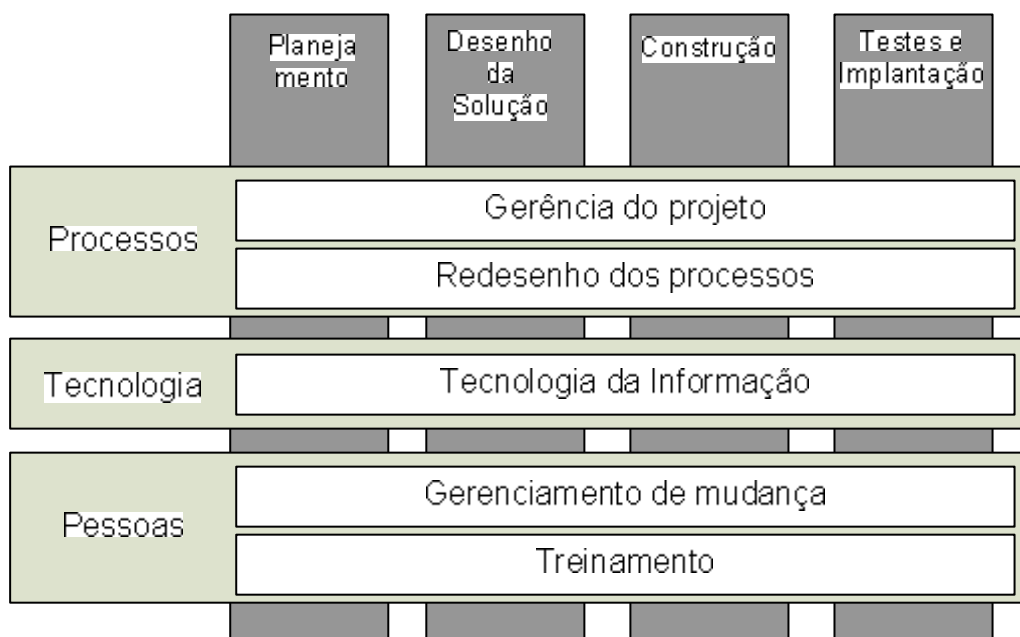 Planeja
mento
Desenho
da
Solução
Construção
Testes e
Implantação
Processos
Gerência do projeto
Redesenho dos processos
Tecnologia
Tecnologia da Informação
Pessoas
Gerenciamento de mudança
Treinamento